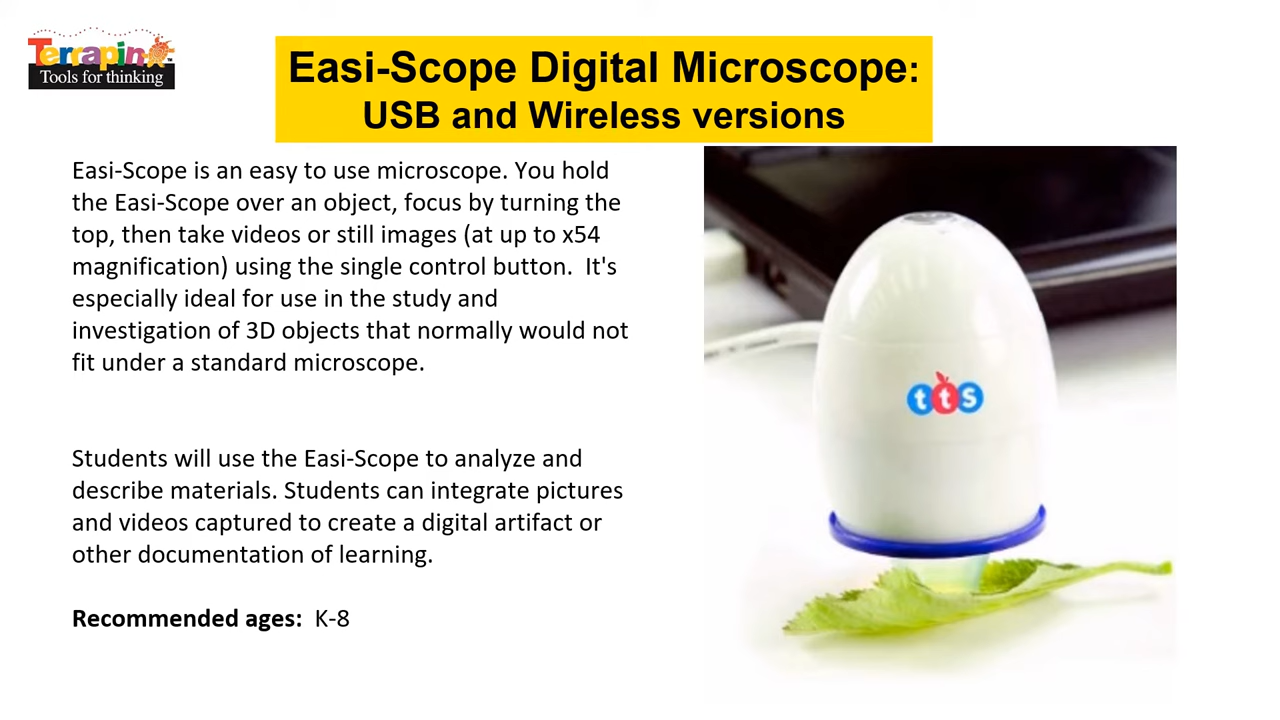 Terrapin
Tools for thinking
Easi-Scope Digital Microscope:
USB and Wireless versions
Easi-Scope is an easy to use microscope. You hold
the Easi-Scope over an object, focus by turning the
top, then take videos or still images (at up to x54
magnification) using the single control button.  It's
especially ideal for use in the study and
investigation of 3D objects that normally would not
fit under a standard microscope.
Students will use the Easi-Scope to analyze and
describe materials. Students can integrate pictures
and videos captured to create a digital artifact or
other documentation of learning.
Recommended ages:  K-8
tts